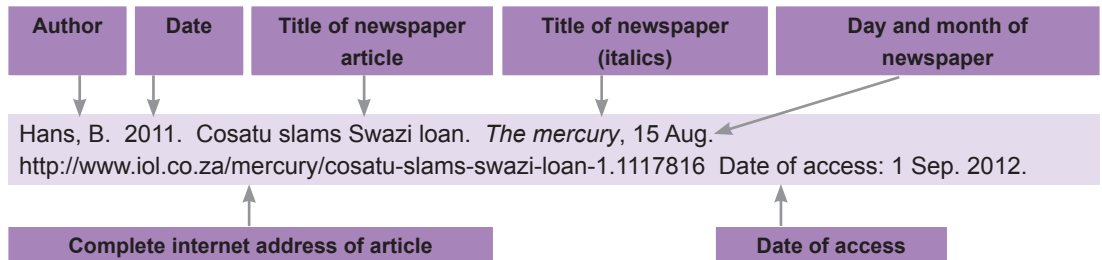 Author
Date
Title of newspaper
article
Title of newspaper
(italics)
Day and month of
newspaper
Hans, B.  2011.  Cosatu slams Swazi loan.  The mercury, 15 Aug.
http://www.iol.co.za/mercury/cosatu-slams-swazi-loan-1.1117816  Date of access: 1 Sep. 2012.
Complete internet address of article
Date of access